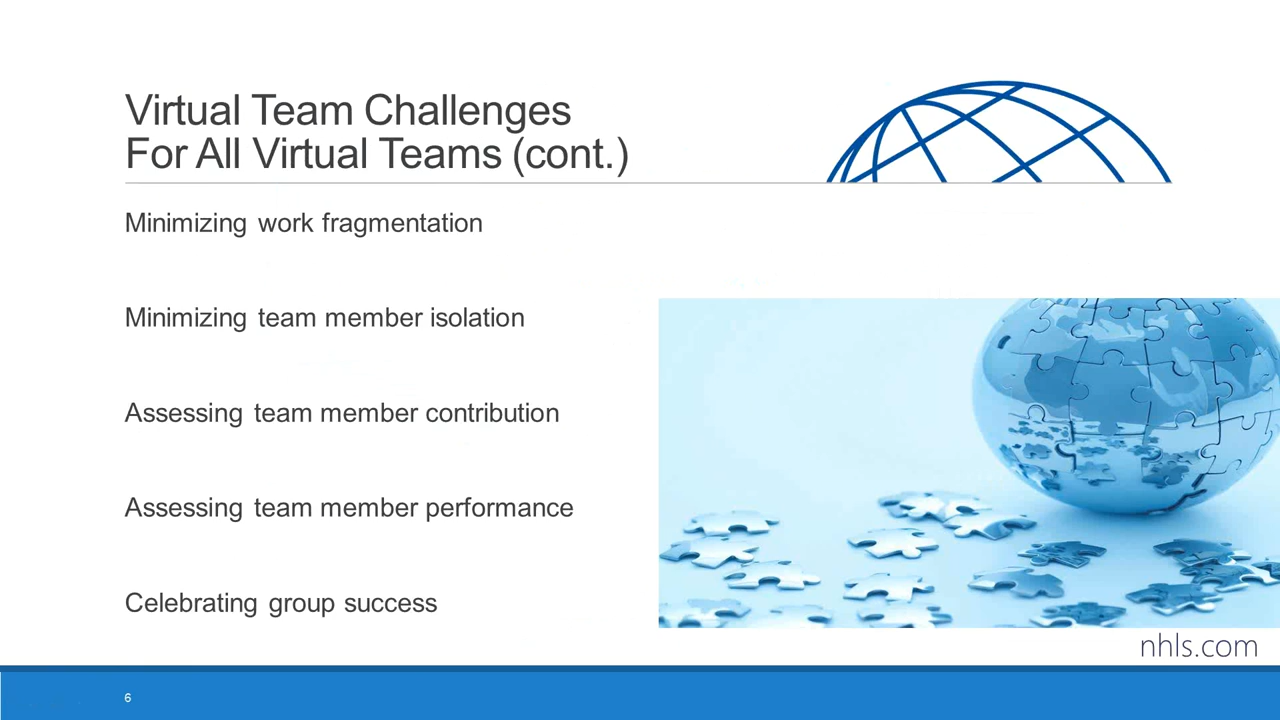 Virtual Team Challenges
For All Virtual Teams (cont.)
Minimizing work fragmentation
Minimizing team member isolation
Assessing team member contribution
Assessing team member performance
Celebrating group success
nhls.com
6